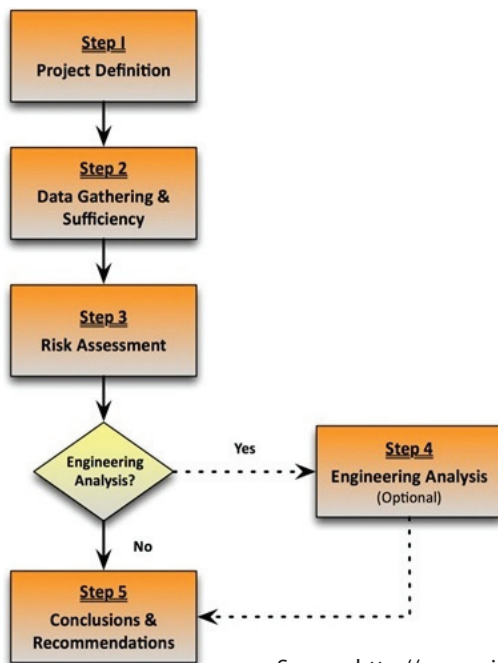 Step 1
Project Definition
Step 2
Data Gathering &
Sufficiency
Step 3
Risk Assessment
Engineering
Analysis?
Yes
Step 4
Engineering Analysis
(Optional)
No
Step 5
Conclusions &
Recommendations